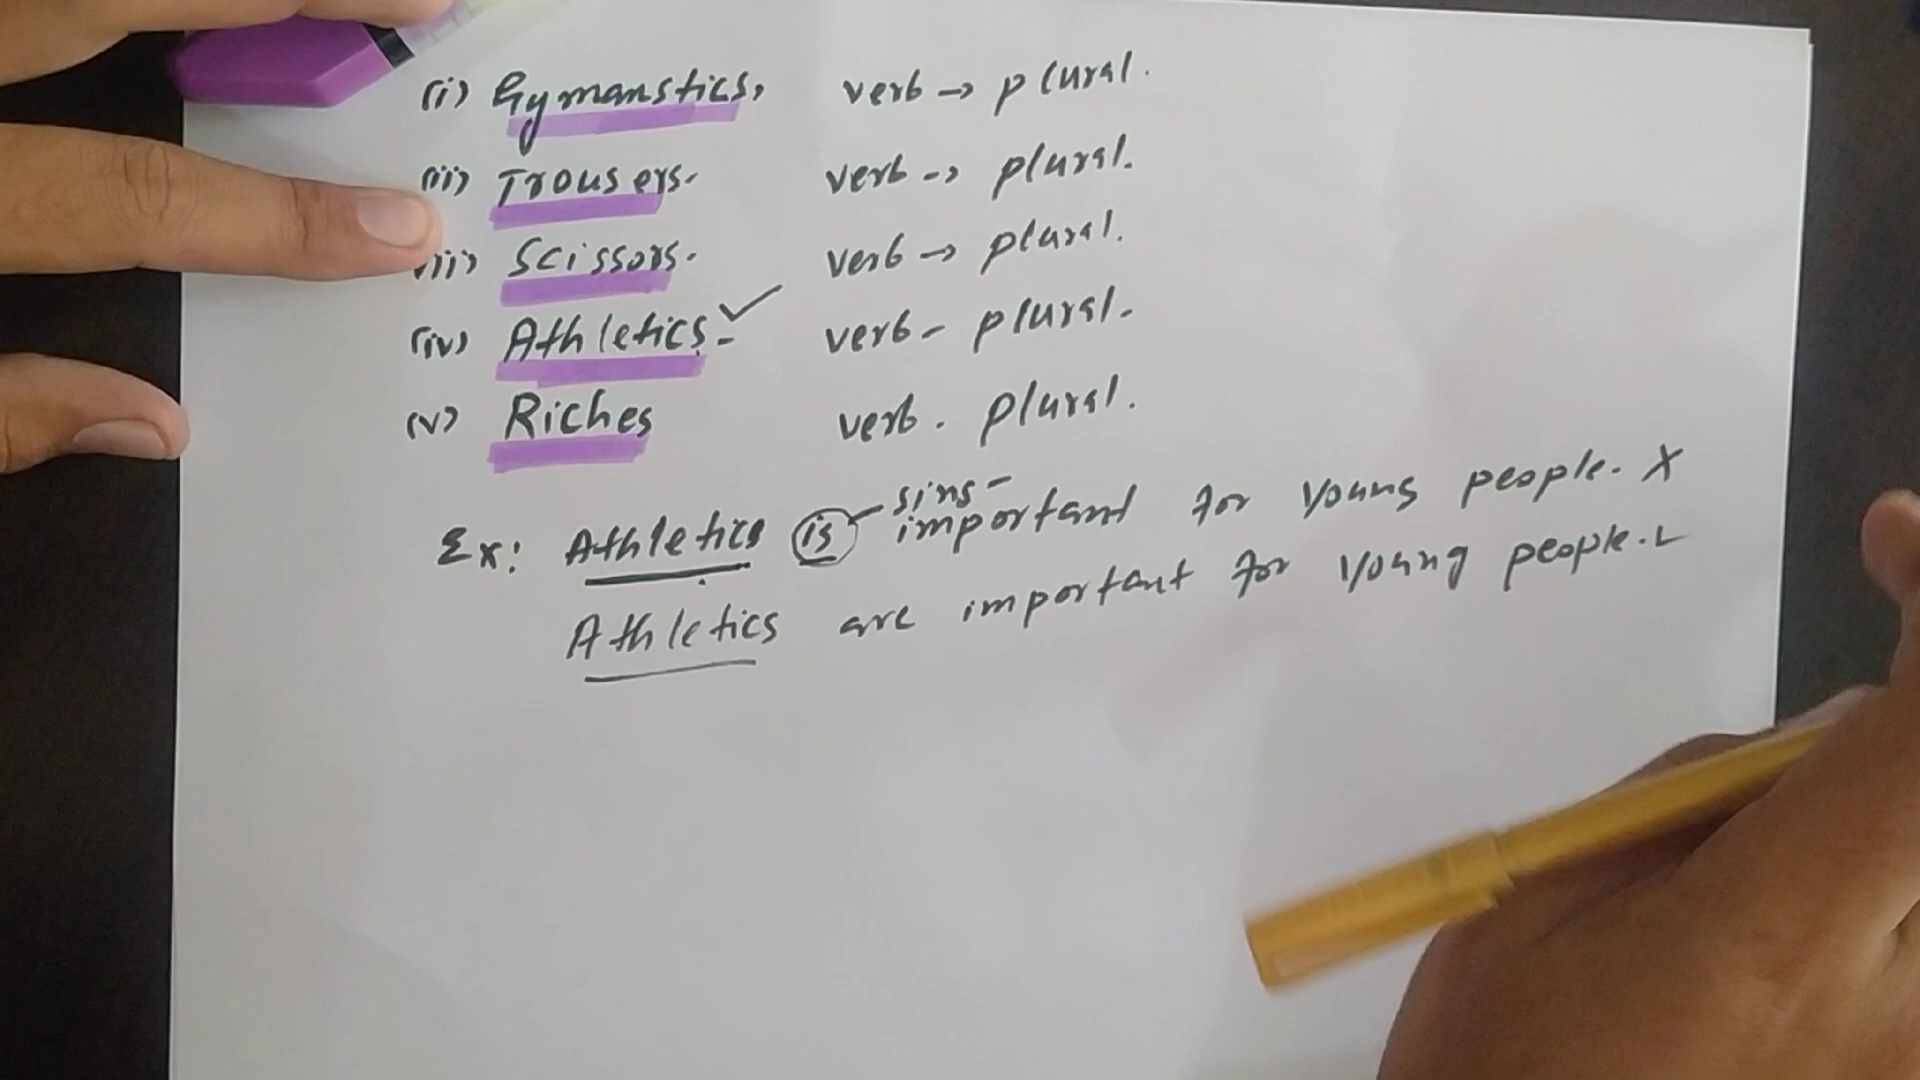 (i) Gymanstics, verb → plural.
(ii) Trousers. verb → plural.
(iii) Scissors. verb → plural.
(iv) Athletics - ✓ verb - plural.
(v) Riches verb. plural.
sing -
Ex: Athletics is important for young people. X
Athletics are important for young people. ✓